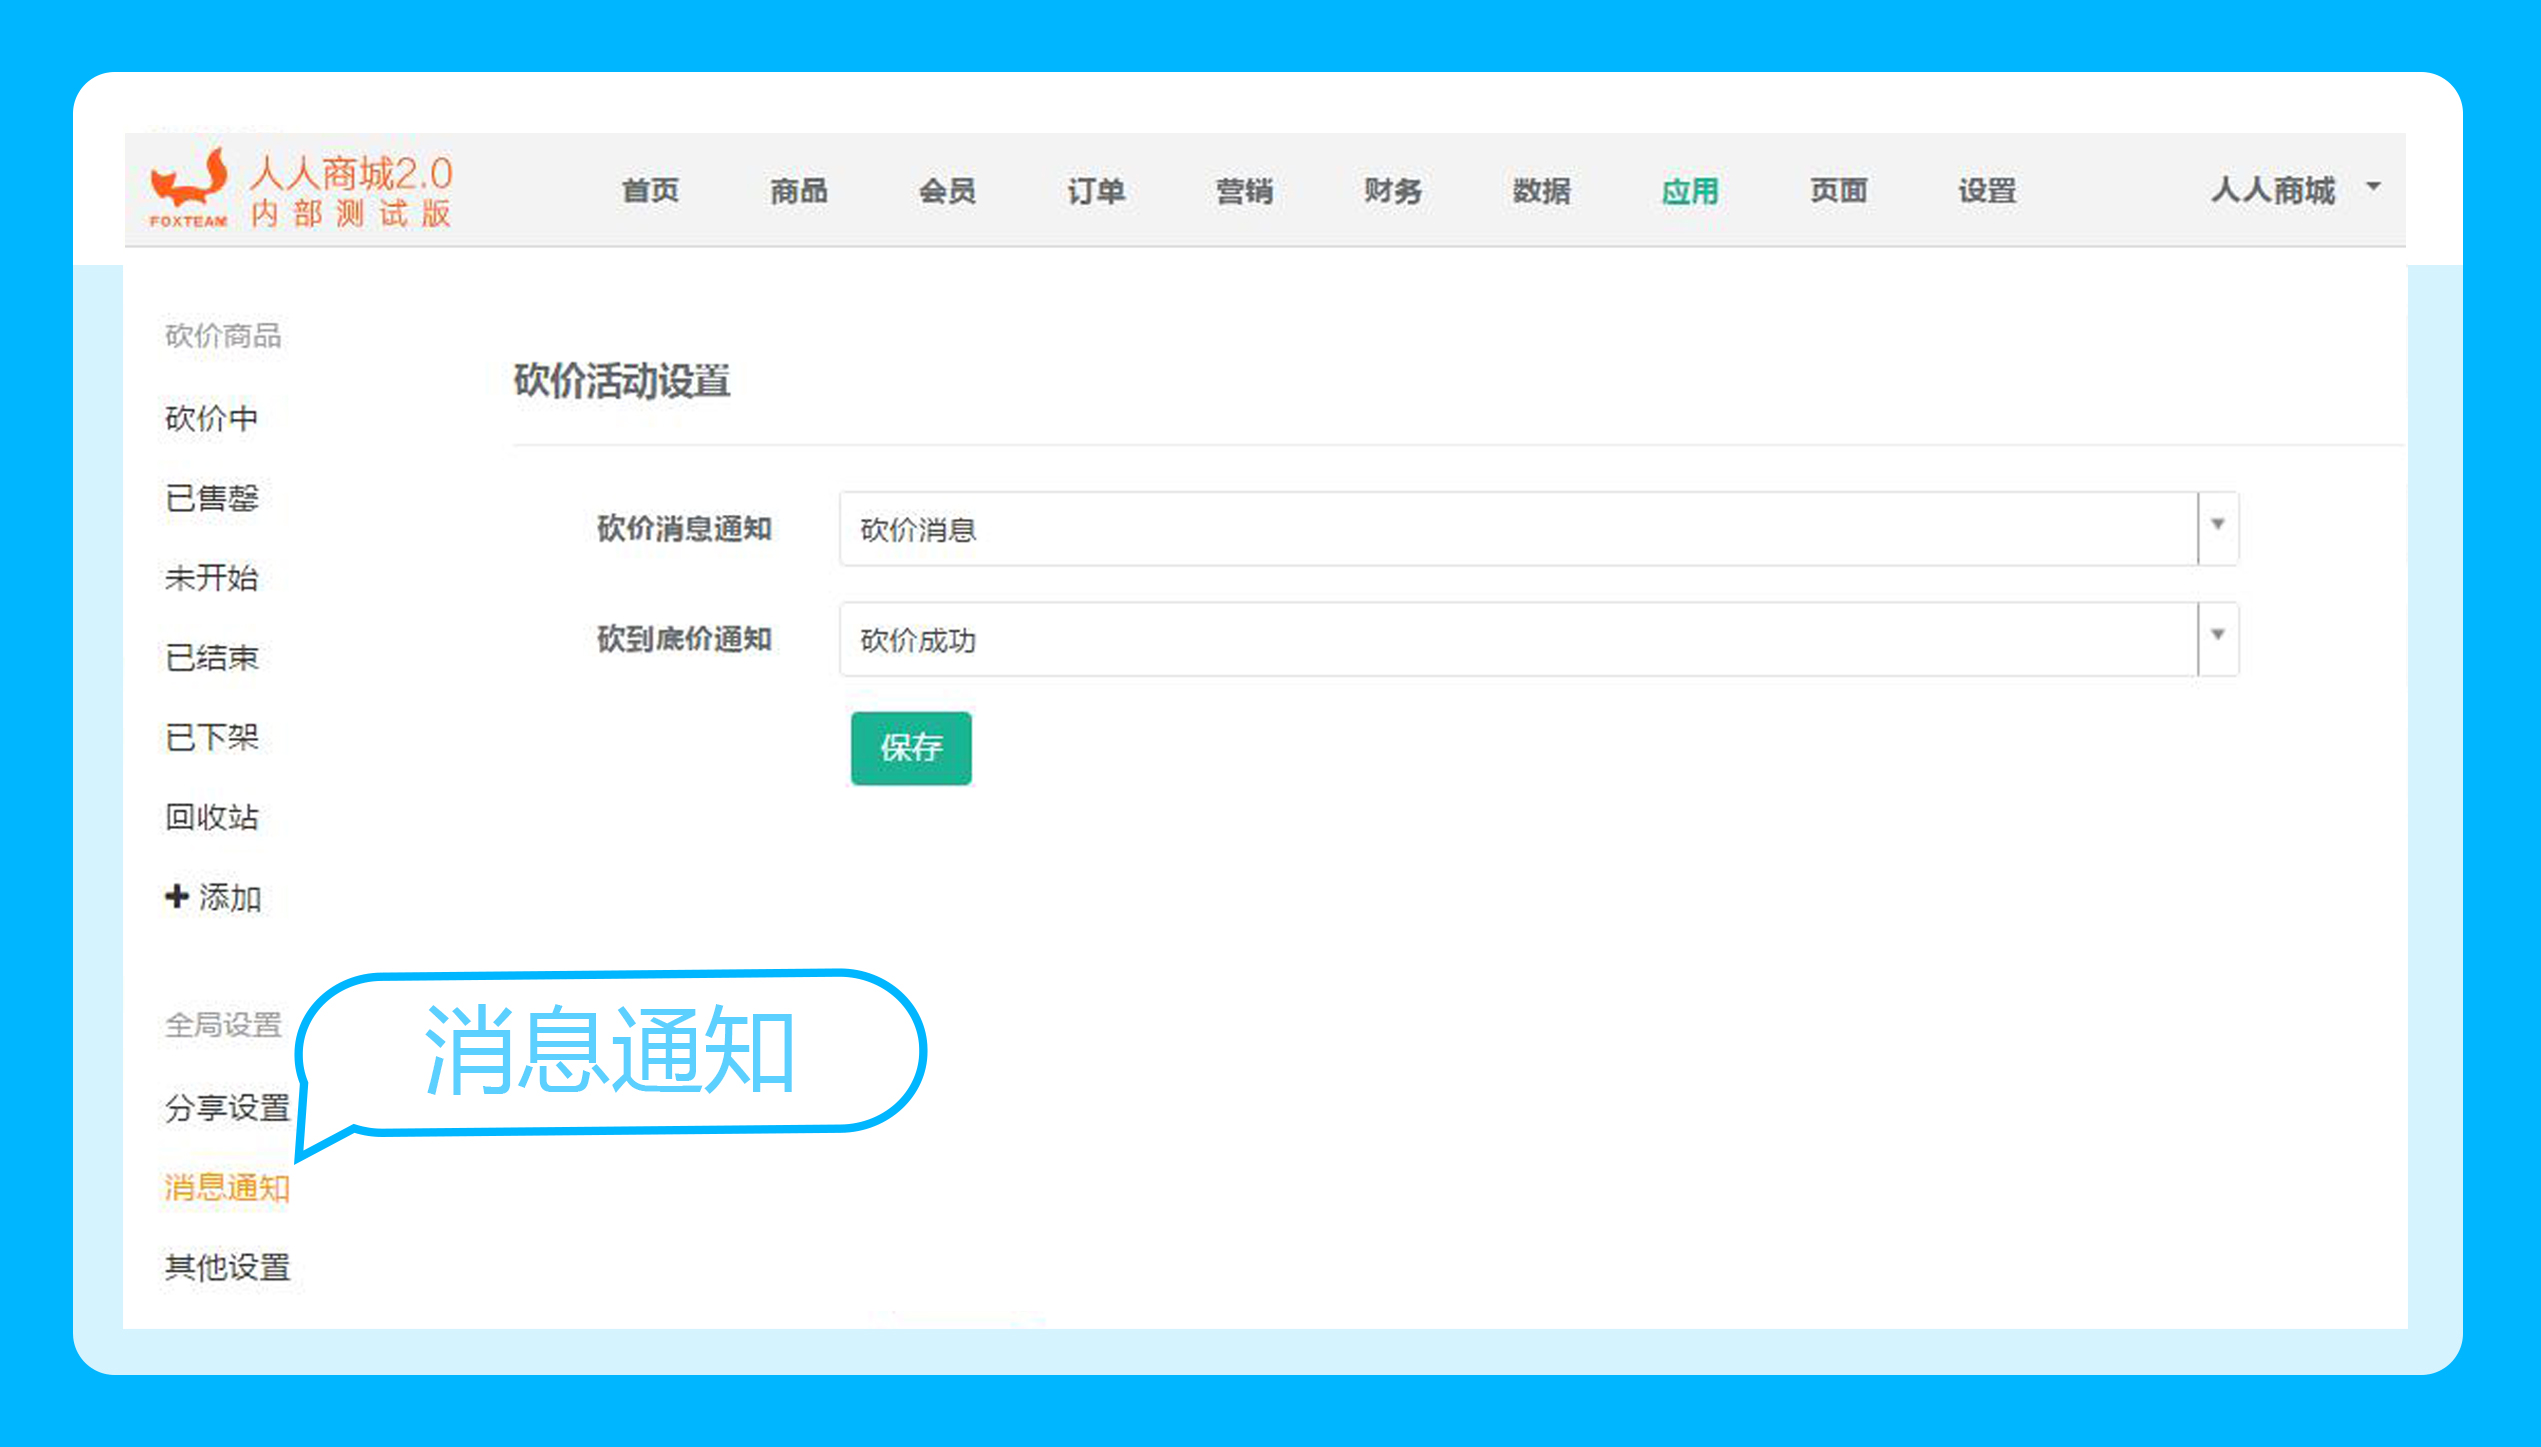 人人商城2.0
内部测试版
FOXTEAM
首页 商品 会员 订单 营销 财务 数据 应用 页面 设置 人人商城
砍价商品
砍价中
已售罄
未开始
已结束
已下架
回收站
+ 添加
全局设置
分享设置
消息通知
其他设置
砍价活动设置
砍价消息通知 砍价消息
砍到底价通知 砍价成功
保存
消息通知